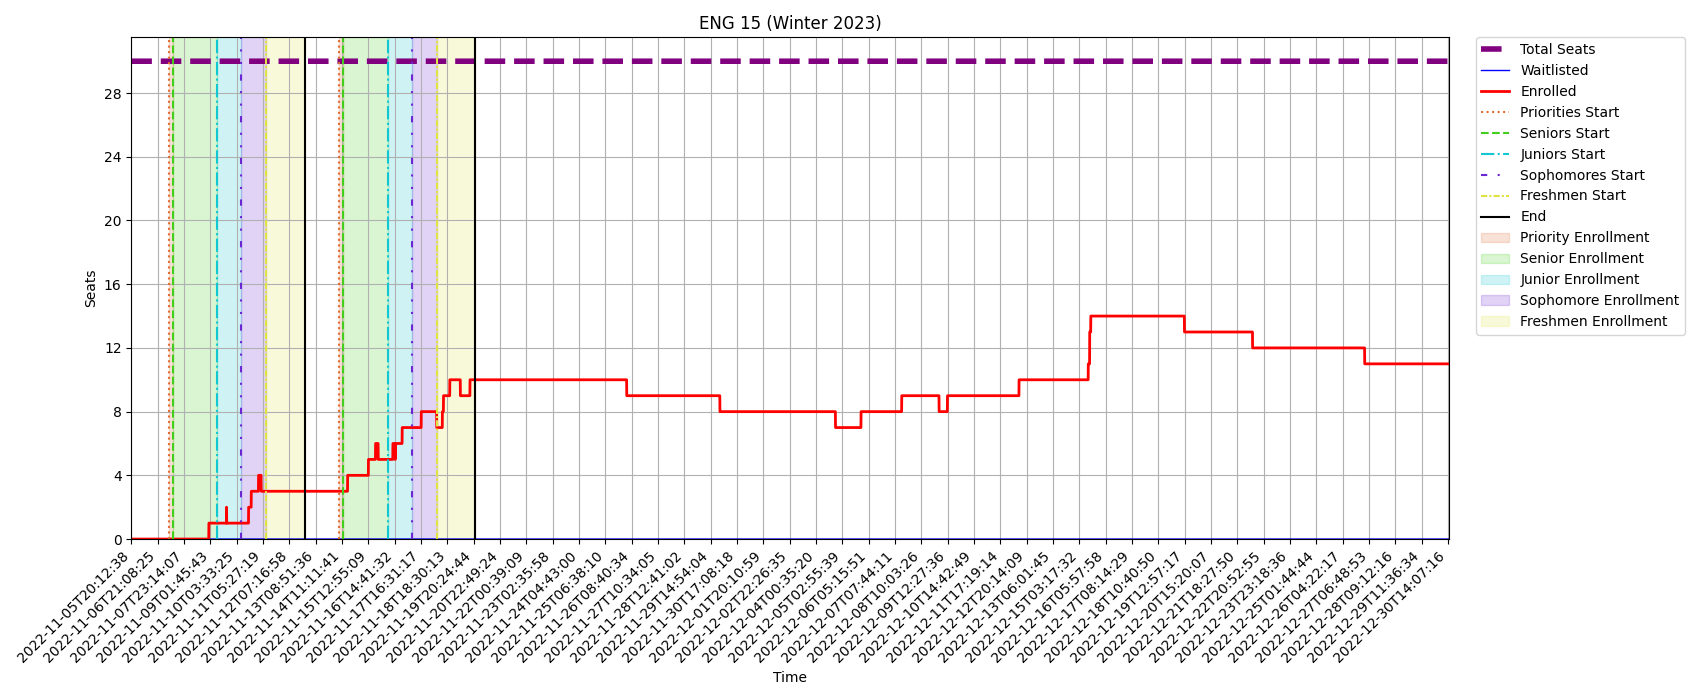 ENG 15 (Winter 2023)
Total Seats
Waitlisted
Enrolled
Priorities Start
Seniors Start
Juniors Start
Sophomores Start
Freshmen Start
End
Priority Enrollment
Senior Enrollment
Junior Enrollment
Sophomore Enrollment
Freshmen Enrollment
Seats
28
24
20
16
12
8
4
0
2022-11-05T20:12:38
2022-11-06T21:08:25
2022-11-07T23:14:07
2022-11-09T01:45:43
2022-11-10T03:33:25
2022-11-11T05:27:19
2022-11-12T07:16:58
2022-11-13T08:51:36
2022-11-14T11:11:41
2022-11-15T12:55:09
2022-11-16T14:41:32
2022-11-17T16:31:17
2022-11-18T18:30:13
2022-11-19T20:24:44
2022-11-20T22:49:24
2022-11-22T00:39:09
2022-11-23T02:35:58
2022-11-24T04:43:00
2022-11-25T06:38:10
2022-11-26T08:40:34
2022-11-27T10:34:05
2022-11-28T12:41:02
2022-11-29T14:54:04
2022-11-30T17:08:18
2022-12-01T20:10:59
2022-12-02T22:26:35
2022-12-04T00:35:20
2022-12-05T02:55:39
2022-12-06T05:15:51
2022-12-07T07:44:11
2022-12-08T10:03:26
2022-12-09T12:27:36
2022-12-10T14:42:49
2022-12-11T17:19:14
2022-12-12T20:14:09
2022-12-13T06:01:45
2022-12-15T03:17:32
2022-12-16T05:57:58
2022-12-17T08:14:29
2022-12-18T10:40:50
2022-12-19T12:57:17
2022-12-20T15:20:07
2022-12-21T18:27:50
2022-12-22T20:52:55
2022-12-23T23:18:36
2022-12-25T01:44:44
2022-12-26T04:22:17
2022-12-27T06:48:53
2022-12-28T09:12:16
2022-12-29T11:36:34
2022-12-30T14:07:16
Time